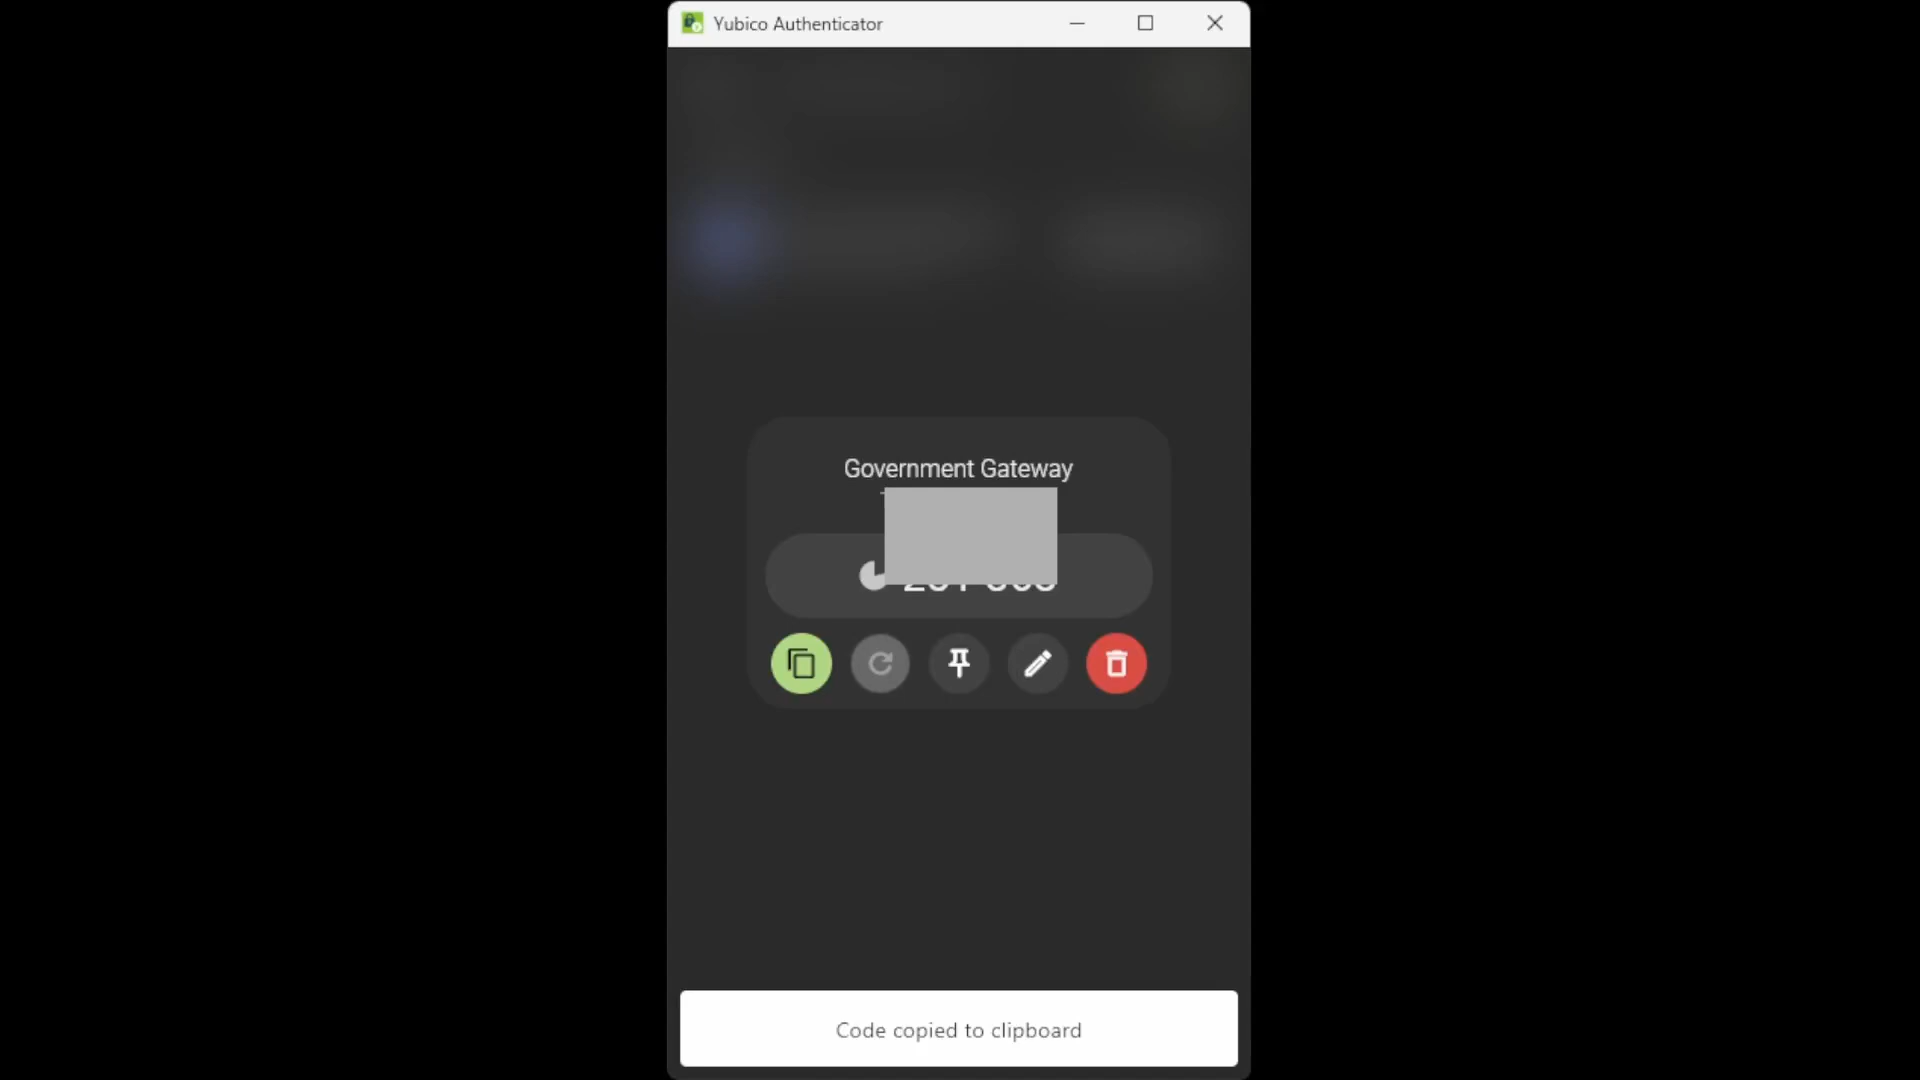 Yubico Authenticator
Government Gateway
Code copied to clipboard